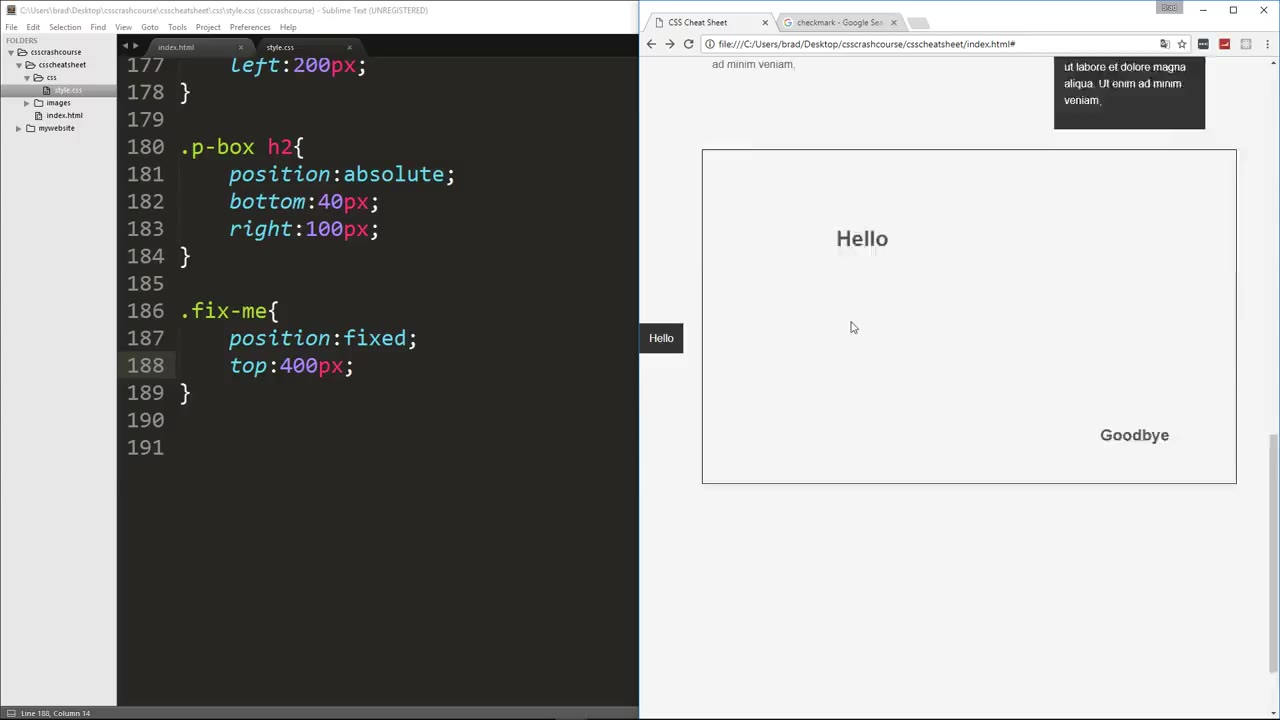 C:\Users\brad\Desktop\csscrashcourse\csscheatsheet\css\style.css (csscrashcourse) - Sublime Text (UNREGISTERED)
File Edit Selection Find View Goto Tools Project Preferences Help
FOLDERS
csscrashcourse
csscheatsheet
css
style.css
images
index.html
mywebsite
index.html × style.css ×
177 left:200px;
178 }
179
180 .p-box h2{
181 position:absolute;
182 bottom:40px;
183 right:100px;
184 }
185
186 .fix-me{
187 position:fixed;
188 top:400px;
189 }
190
191
Line 188, Column 14
Brad
CSS Cheat Sheet × checkmark - Google Sea ×
file:///C:/Users/brad/Desktop/csscrashcourse/csscheatsheet/index.html#
ad minim veniam,
ut labore et dolore magna
aliqua. Ut enim ad minim
veniam,
Hello
Hello
Goodbye